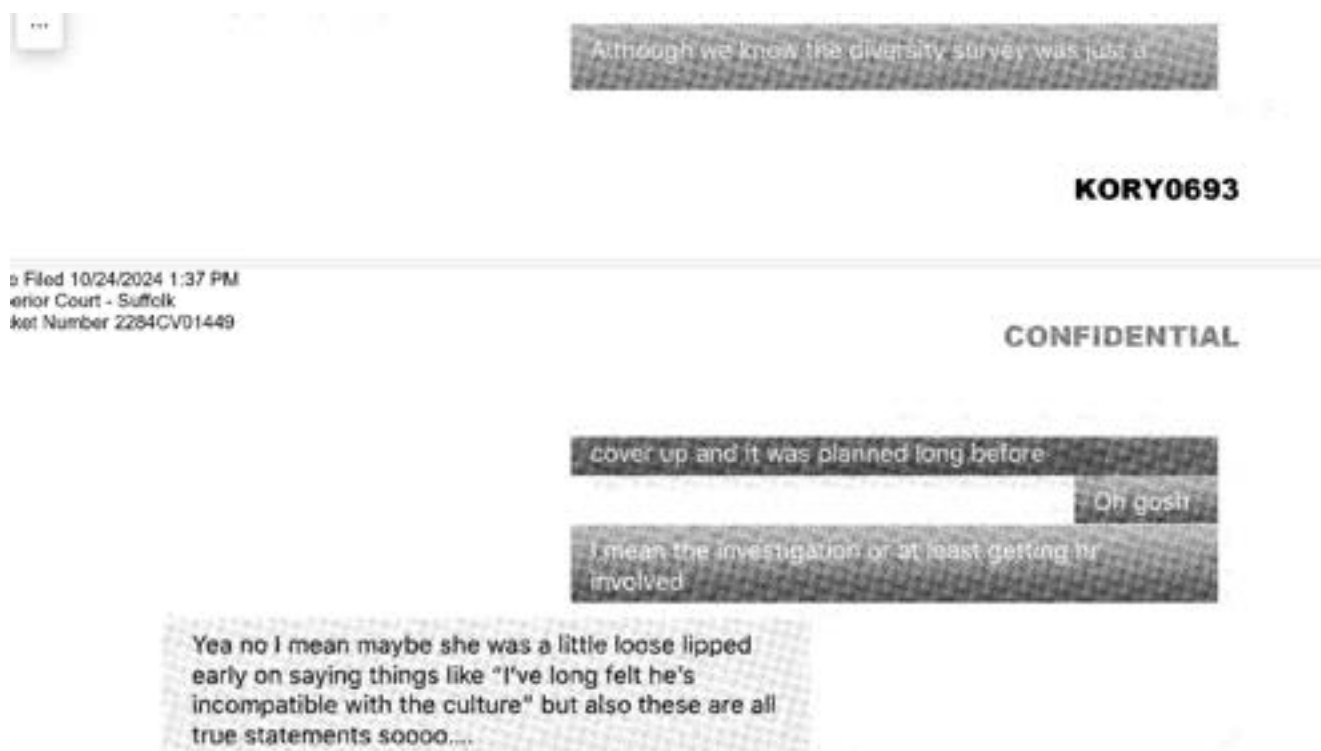 ...
Although we know the diversity survey was just a
KORY0693
e Filed 10/24/2024 1:37 PM
erior Court - Suffolk
ket Number 2284CV01449
CONFIDENTIAL
cover up and it was planned long before
Oh gosh
I mean the investigation or at least getting hr
involved
Yea no I mean maybe she was a little loose lipped
early on saying things like "I've long felt he's
incompatible with the culture" but also these are all
true statements soooo....